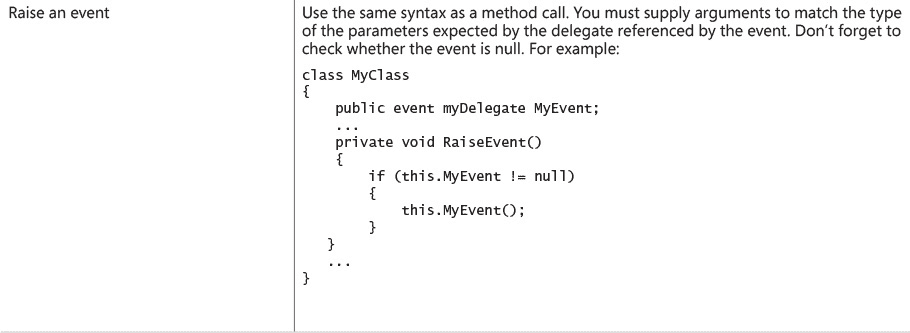 Raise an event
Use the same syntax as a method call. You must supply arguments to match the type
of the parameters expected by the delegate referenced by the event. Don’t forget to
check whether the event is null. For example:
class MyClass
{
    public event myDelegate MyEvent;
    ...
    private void RaiseEvent()
    {
        if (this.MyEvent != null)
        {
            this.MyEvent();
        }
   }
   ...
}